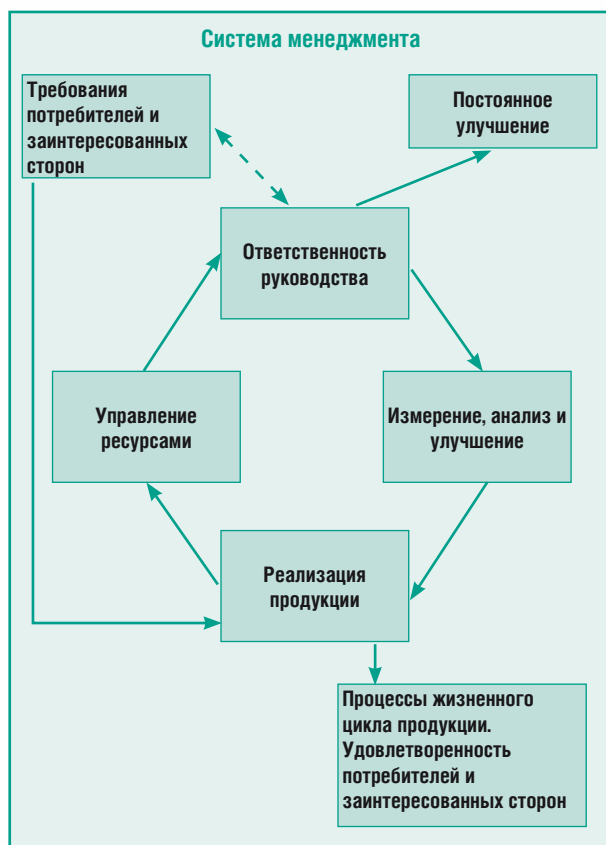 Система менеджмента
Требования
потребителей и
заинтересованных
сторон
Постоянное
улучшение
Ответственность
руководства
Управление
ресурсами
Измерение, анализ и
улучшение
Реализация
продукции
Процессы жизненного
цикла продукции.
Удовлетворенность
потребителей и
заинтересованных сторон